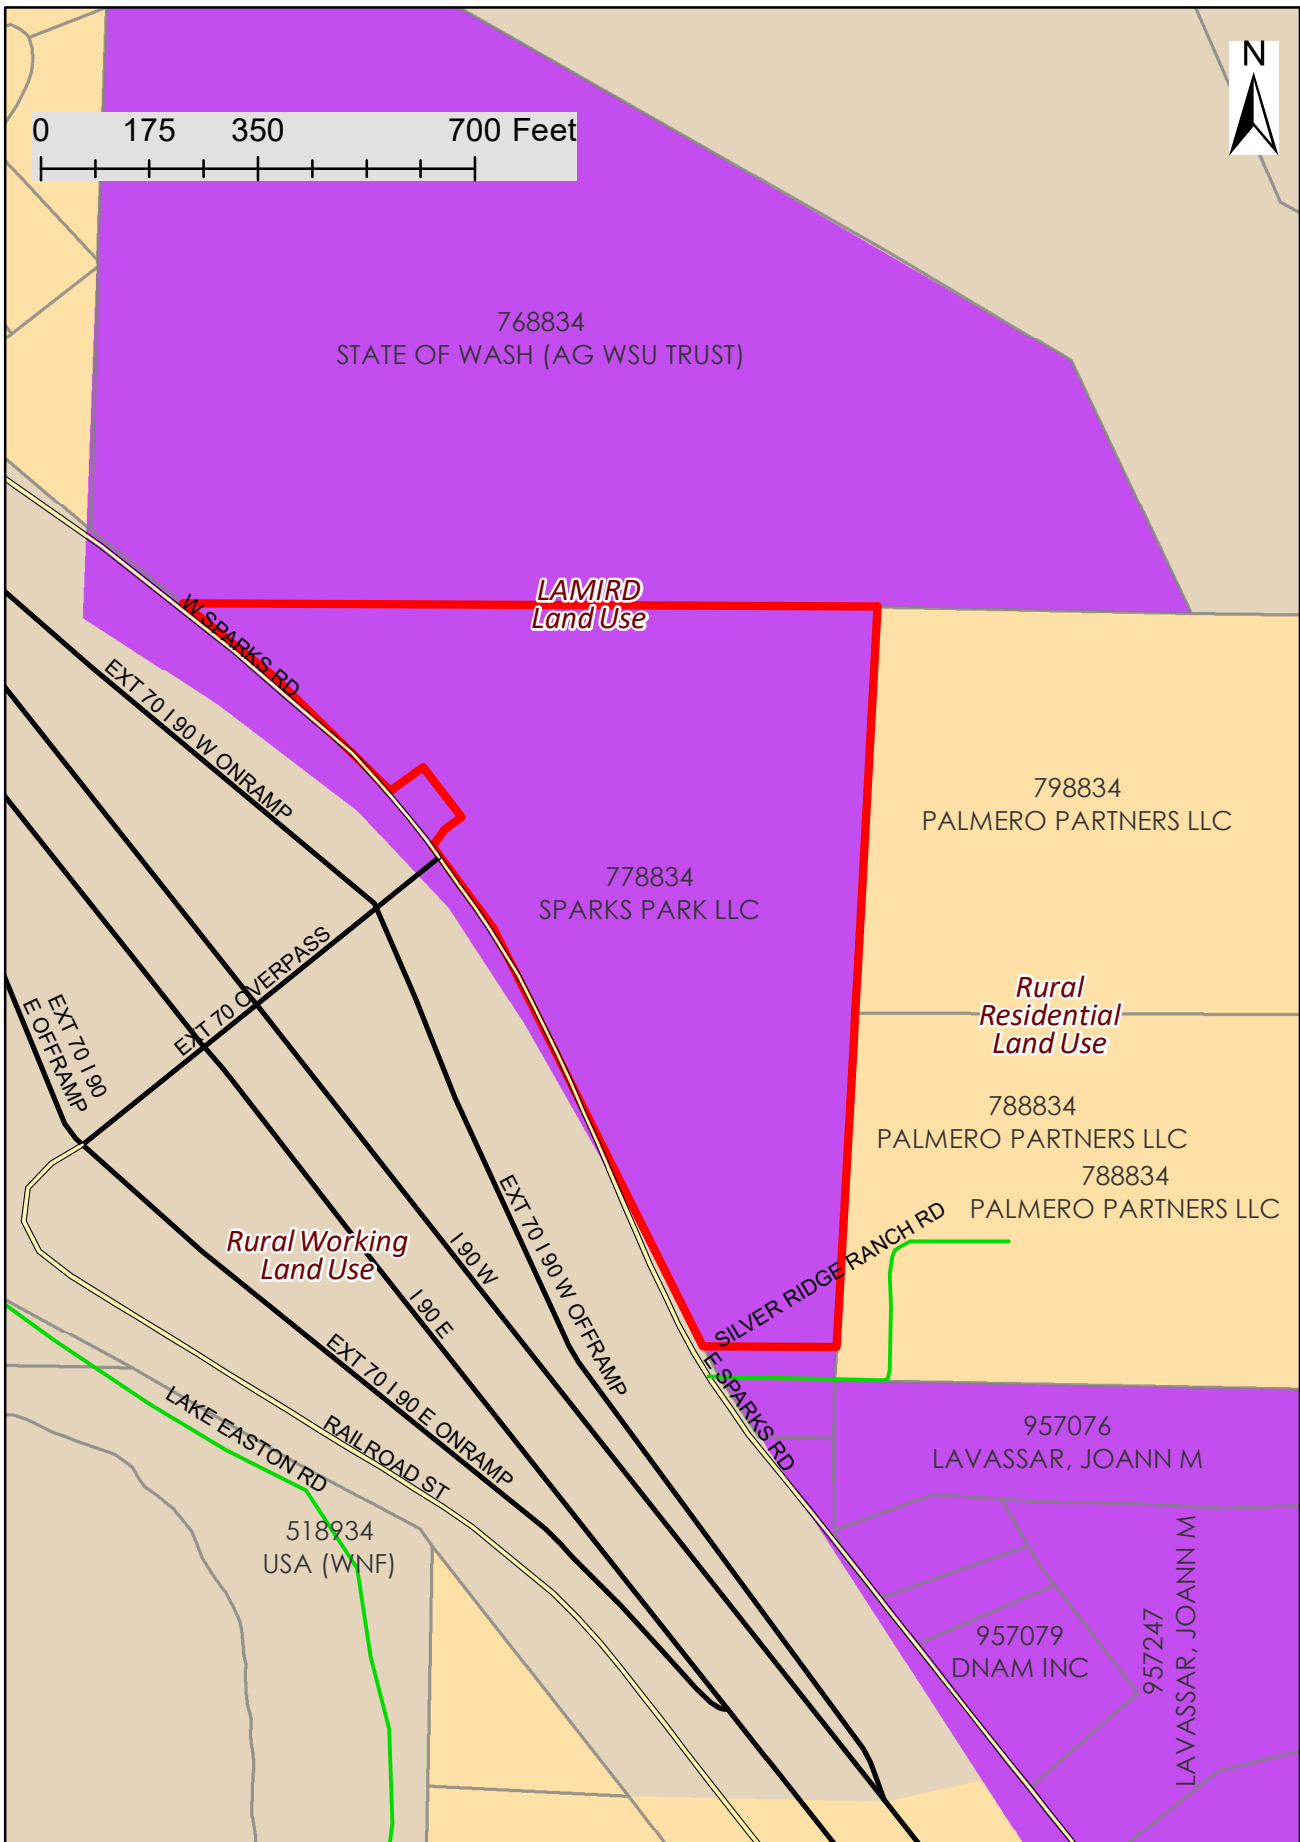 N
0 175 350 700 Feet
768834
STATE OF WASH (AG WSU TRUST)
LAMIRD
Land Use
W SPARKS RD
EXT 70 I 90 W ONRAMP
798834
PALMERO PARTNERS LLC
778834
SPARKS PARK LLC
EXT 70 OVERPASS
EXT 70 I 90
E OFFRAMP
Rural
Residential
Land Use
788834
PALMERO PARTNERS LLC
788834
PALMERO PARTNERS LLC
SILVER RIDGE RANCH RD
Rural Working
Land Use
I 90 W
EXT 70 I 90 W OFFRAMP
I 90 E
EXT 70 I 90 E ONRAMP
E SPARKS RD
LAKE EASTON RD
RAILROAD ST
957076
LAVASSAR, JOANN M
518934
USA (WNF)
957079
DNAM INC
957247
LAVASSAR, JOANN M